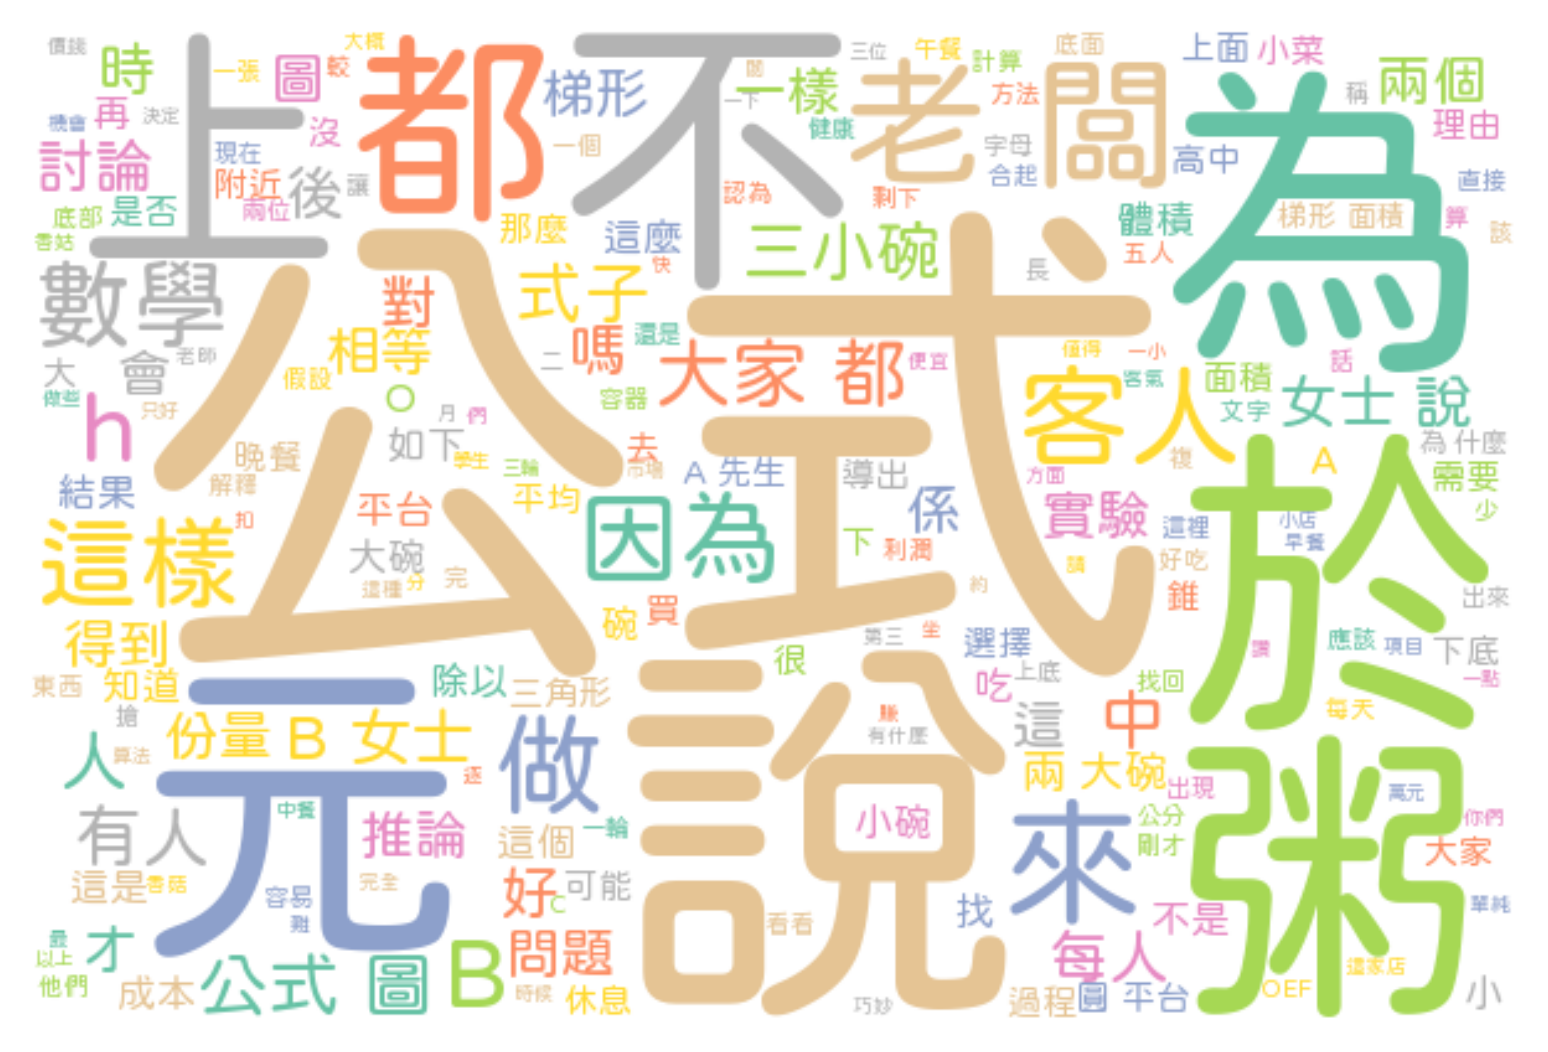 價錢 時 一張 圖 較 大概 都 不 梯形 一樣 三位 午餐 計算 底面 上面 小菜 兩個
上 老闆 方法 稱 理由 為
機會 再 決定 沒 一個 一下 健康 字母 高中
討論 現在 附近 兩位 後 讓 認為 剩下 合起 直接
香菇 底部 是否 那麼 這麼 三小碗 體積 五人 梯形 面積 算 該
數學 公式 對 式子 快 長
大 會 老師 相等 嗎 還是 二 大家 都 便宜 僅得 一小 話
做些 只好 假設 o 容器 客人 客氣 面積 文字 女士 說
h 晚餐 如下 月 們 學生 三輪 去 市場 A 先生 導出 方面 複 A 為 什麼 於
結果 解釋 扣 平台 平均 因為 係 實驗 這裡 小店 早餐 需要 少
這樣 大碗 這種 分 完 下 利潤 約 請 好吃 出來
得到 碗 買 第三 坐 選擇 錐 讚 應該 項目 下底
東西 知道 除以 三角形 很 說 吃 上底 找回 一點
搶 份量 B 女士 元 做 賺 有什麼 這 中 每天
人 算法 逐 兩 大碗 出現 萬元 粥
有人 中餐 推論 這個 一輪 小碗 來 公分 剛才 你們 大家
這是 香菇 容易 難 完全 好 c 可能 看看 找 不是 單純
最 以上 才 B 問題 每人 這家店
他們 成本 公式 圖 時候 休息 巧妙 過程 圓 平台 OEF 小